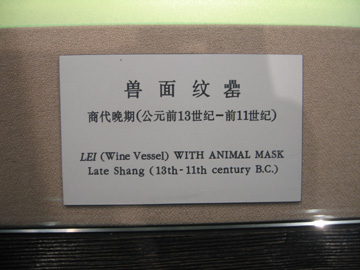 兽面纹罍
商代晚期(公元前13世纪-前11世纪)
LEI (Wine Vessel) WITH ANIMAL MASK
Late Shang (13th-11th century B.C.)